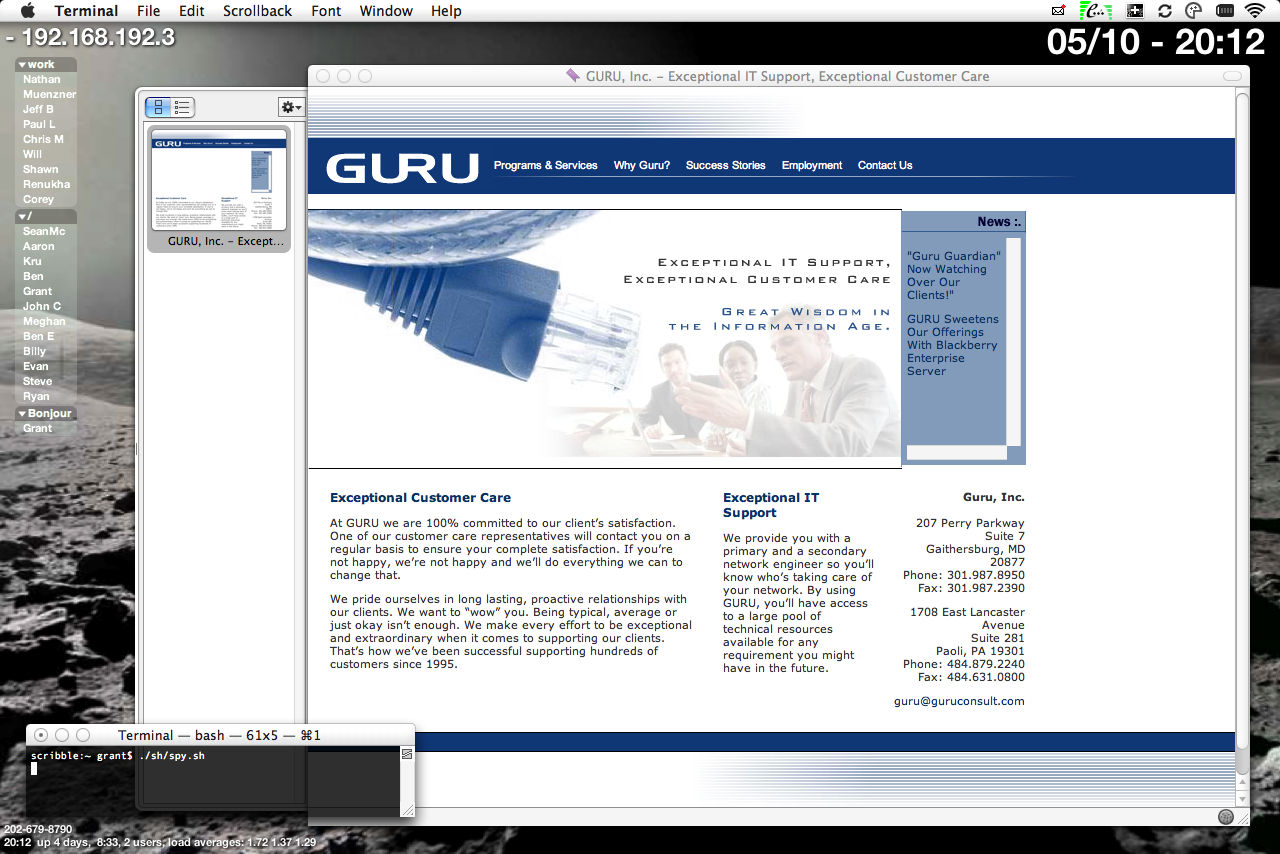 Terminal File Edit Scrollback Font Window Help
- 192.168.192.3
05/10 - 20:12
work
Nathan
Muenzner
Jeff B
Paul L
Chris M
Will
Shawn
Renukha
Corey
/
SeanMc
Aaron
Kru
Ben
Grant
John C
Meghan
Ben E
Billy
Evan
Steve
Ryan
Bonjour
Grant
GURU, Inc. – Except...
GURU, Inc. – Exceptional IT Support, Exceptional Customer Care
GURU
Programs & Services Why Guru? Success Stories Employment Contact Us
Exceptional IT Support,
Exceptional Customer Care
Great Wisdom in
the Information Age.
News :.
"Guru Guardian"
Now Watching
Over Our
Clients!"
GURU Sweetens
Our Offerings
With Blackberry
Enterprise
Server
Exceptional Customer Care
At GURU we are 100% committed to our client’s satisfaction.
One of our customer care representatives will contact you on a
regular basis to ensure your complete satisfaction. If you’re
not happy, we’re not happy and we’ll do everything we can to
change that.
We pride ourselves in long lasting, proactive relationships with
our clients. We want to “wow” you. Being typical, average or
just okay isn’t enough. We make every effort to be exceptional
and extraordinary when it comes to supporting our clients.
That’s how we’ve been successful supporting hundreds of
customers since 1995.
Exceptional IT
Support
We provide you with a
primary and a secondary
network engineer so you’ll
know who’s taking care of
your network. By using
GURU, you’ll have access
to a large pool of
technical resources
available for any
requirement you might
have in the future.
Guru, Inc.
207 Perry Parkway
Suite 7
Gaithersburg, MD
20877
Phone: 301.987.8950
Fax: 301.987.2390
1708 East Lancaster
Avenue
Suite 281
Paoli, PA 19301
Phone: 484.879.2240
Fax: 484.631.0800
guru@guruconsult.com
Terminal — bash — 61x5 — ⌘1
scribble:~ grant$ ./sh/spy.sh
202-679-8790
20:12 up 4 days, 8:33, 2 users, load averages: 1.72 1.37 1.29